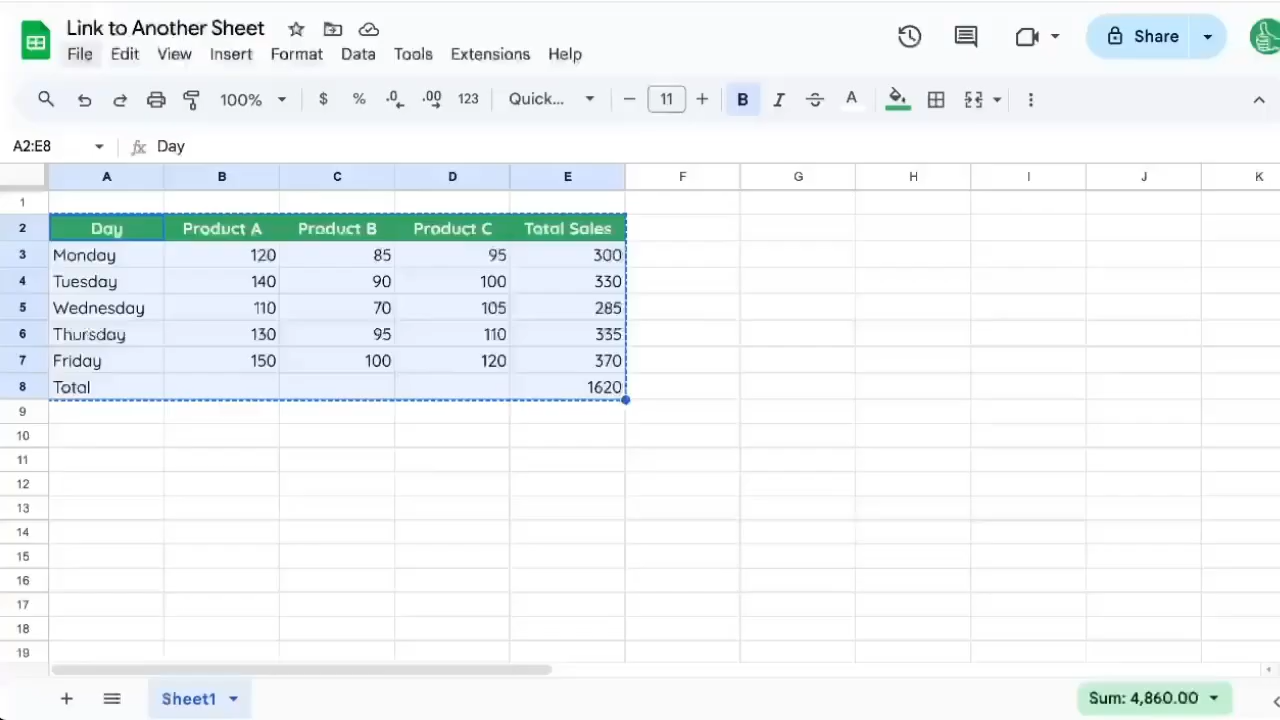 Link to Another Sheet
File Edit View Insert Format Data Tools Extensions Help
Share
100% $ % .0 .00 123 Quick... 11 B I S A
A2:E8 fx Day
A B C D E F G H I J K
1
2 Day Product A Product B Product C Total Sales
3 Monday 120 85 95 300
4 Tuesday 140 90 100 330
5 Wednesday 110 70 105 285
6 Thursday 130 95 110 335
7 Friday 150 100 120 370
8 Total 1620
9
10
11
12
13
14
15
16
17
18
19
Sheet1
Sum: 4,860.00